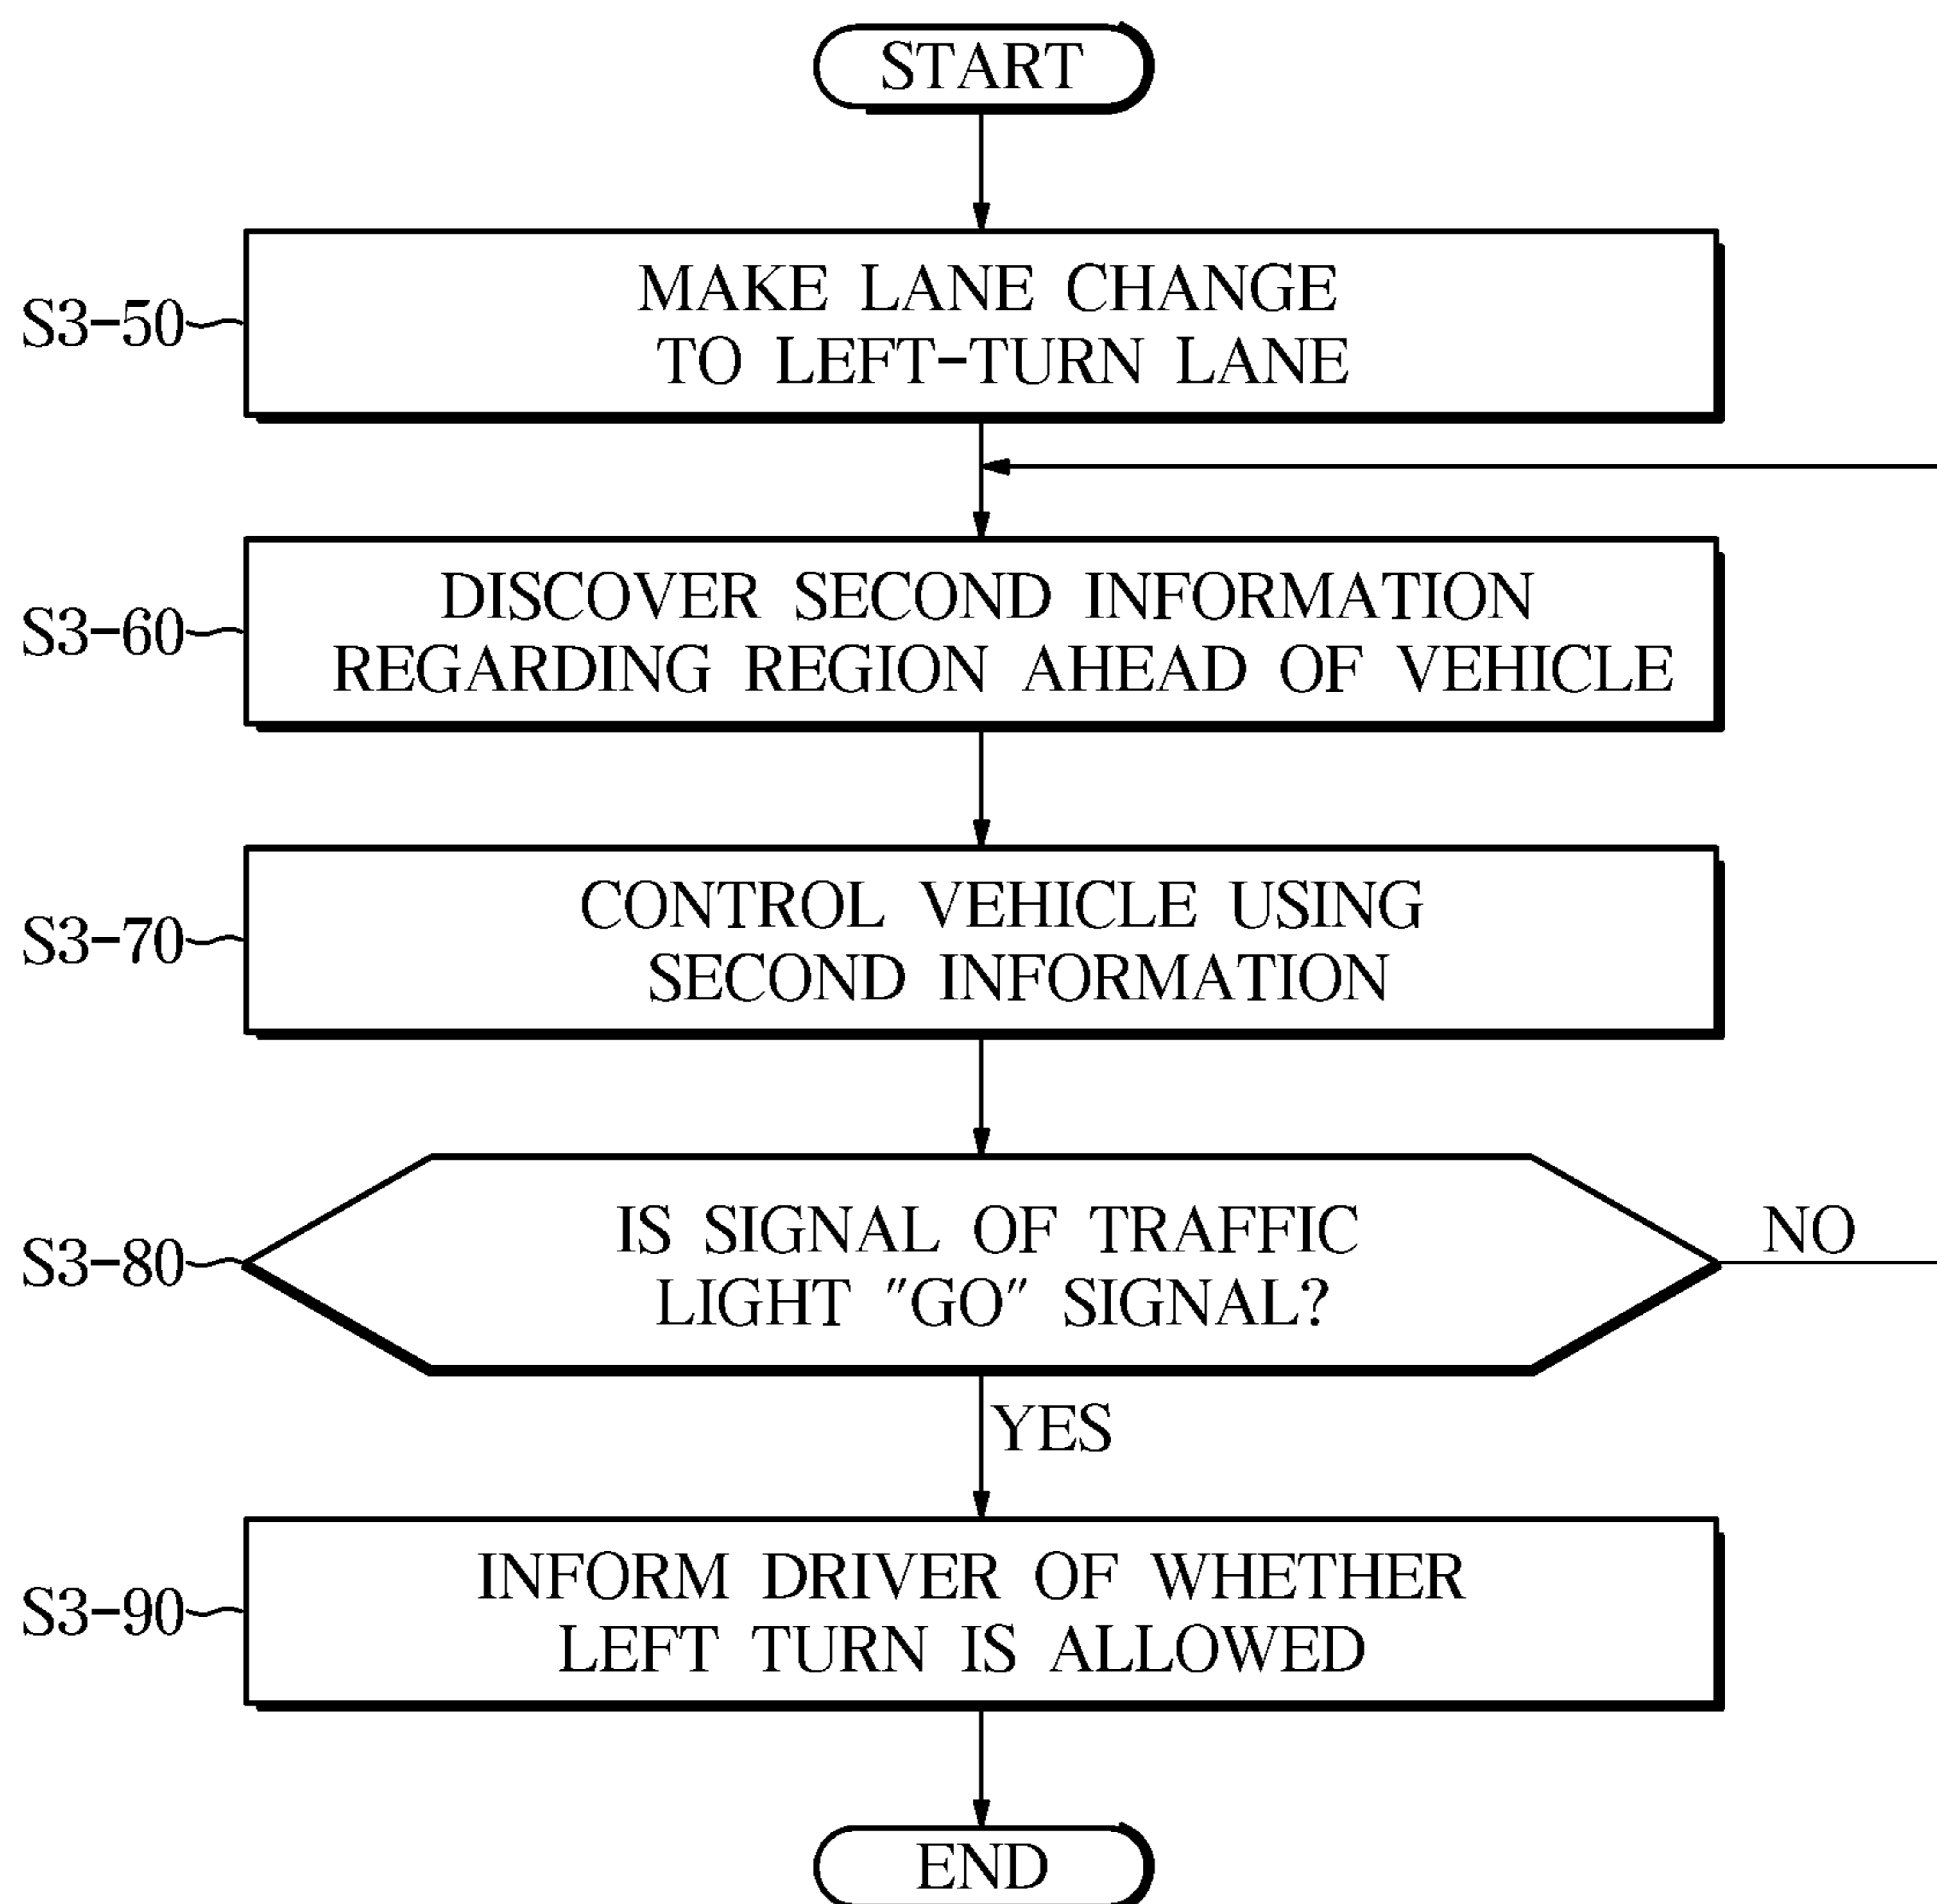 START
S3-50
MAKE LANE CHANGE
TO LEFT-TURN LANE
S3-60
DISCOVER SECOND INFORMATION
REGARDING REGION AHEAD OF VEHICLE
S3-70
CONTROL VEHICLE USING
SECOND INFORMATION
S3-80
IS SIGNAL OF TRAFFIC
LIGHT "GO" SIGNAL?
NO
YES
S3-90
INFORM DRIVER OF WHETHER
LEFT TURN IS ALLOWED
END